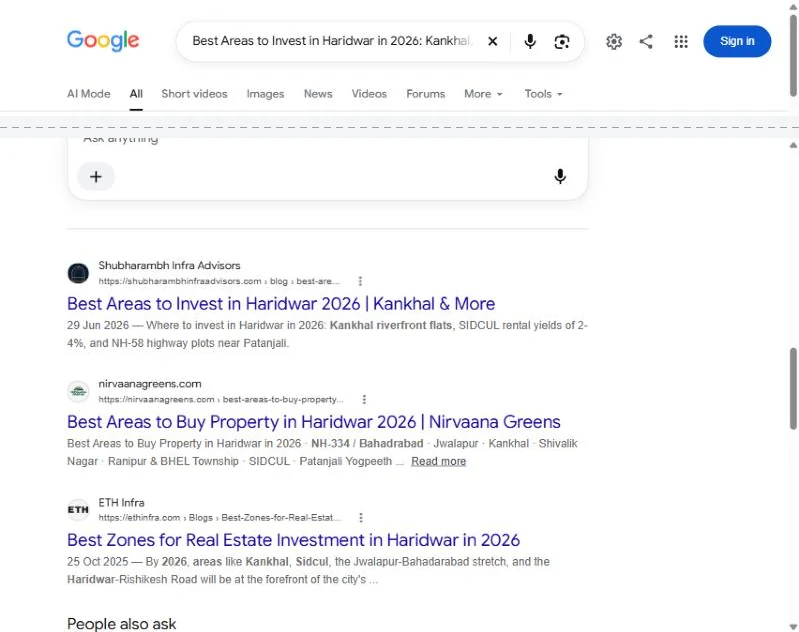 Google
Best Areas to Invest in Haridwar in 2026: Kankhal,
Sign in
AI Mode All Short videos Images News Videos Forums More Tools
Ask anything
Shubharambh Infra Advisors
https://shubharambhinfraadvisors.com › blog › best-are...
Best Areas to Invest in Haridwar 2026 | Kankhal & More
29 Jun 2026 — Where to invest in Haridwar in 2026: Kankhal riverfront flats, SIDCUL rental yields of 2-
4%, and NH-58 highway plots near Patanjali.
nirvaanagreens.com
https://nirvaanagreens.com › best-areas-to-buy-property...
Best Areas to Buy Property in Haridwar 2026 | Nirvaana Greens
Best Areas to Buy Property in Haridwar in 2026 · NH-334 / Bahadrabad · Jwalapur · Kankhal · Shivalik
Nagar · Ranipur & BHEL Township · SIDCUL · Patanjali Yogpeeth ... Read more
ETH
ETH Infra
https://ethinfra.com › Blogs › Best-Zones-for-Real-Estat...
Best Zones for Real Estate Investment in Haridwar in 2026
25 Oct 2025 — By 2026, areas like Kankhal, Sidcul, the Jwalapur-Bahadarabad stretch, and the
Haridwar-Rishikesh Road will be at the forefront of the city's ...
People also ask